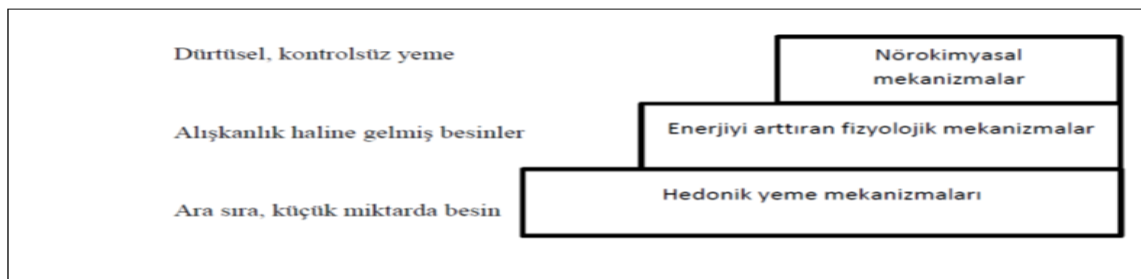 Dürtüsel, kontrolsüz yeme
Nörokimyasal
mekanizmalar
Alışkanlık haline gelmiş besinler
Enerjiyi arttıran fizyolojik mekanizmalar
Ara sıra, küçük miktarda besin
Hedonik yeme mekanizmaları